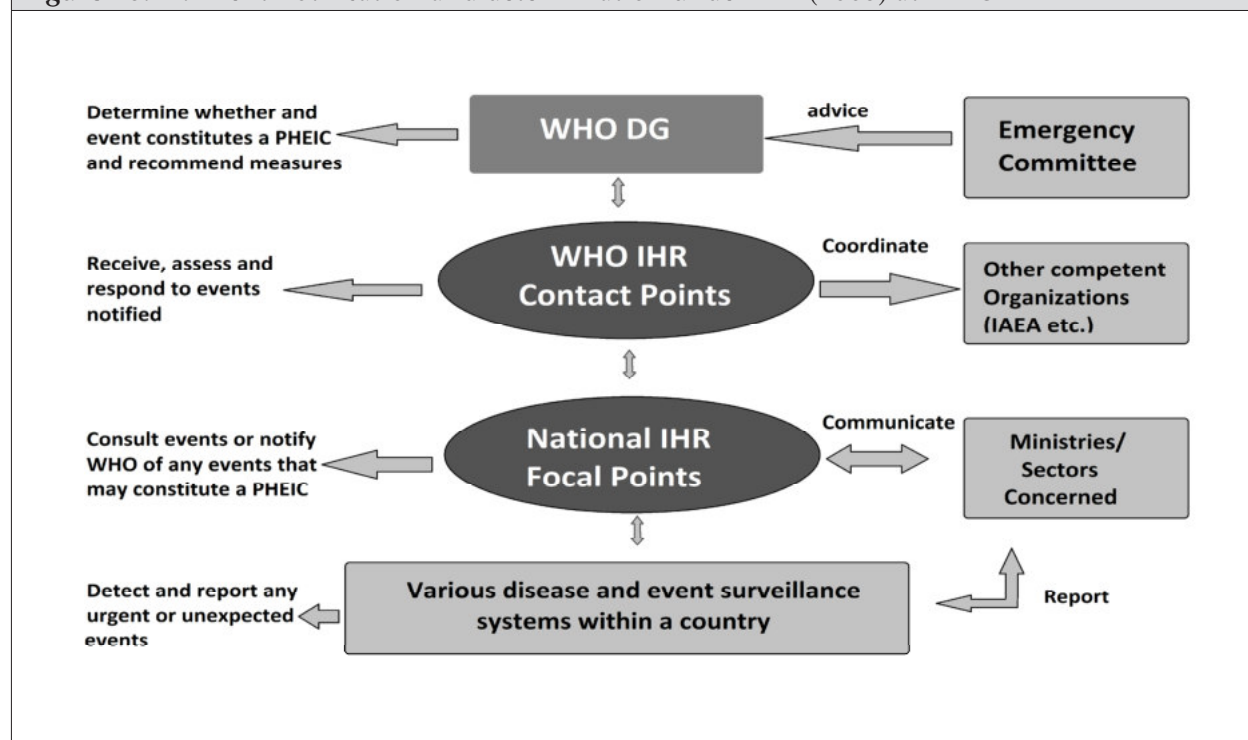 Determine whether and
event constitutes a PHEIC
and recommend measures
WHO DG
advice
Emergency
Committee
Receive, assess and
respond to events
notified
WHO IHR
Contact Points
Coordinate
Other competent
Organizations
(IAEA etc.)
Consult events or notify
WHO of any events that
may constitute a PHEIC
National IHR
Focal Points
Communicate
Ministries/
Sectors
Concerned
Detect and report any
urgent or unexpected
events
Various disease and event surveillance
systems within a country
Report